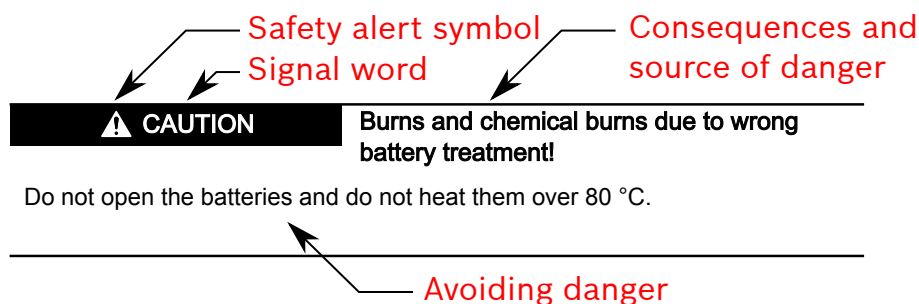 Safety alert symbol
Consequences and
Signal word
source of danger
CAUTION
Burns and chemical burns due to wrong
battery treatment!
Do not open the batteries and do not heat them over 80 °C.
Avoiding danger